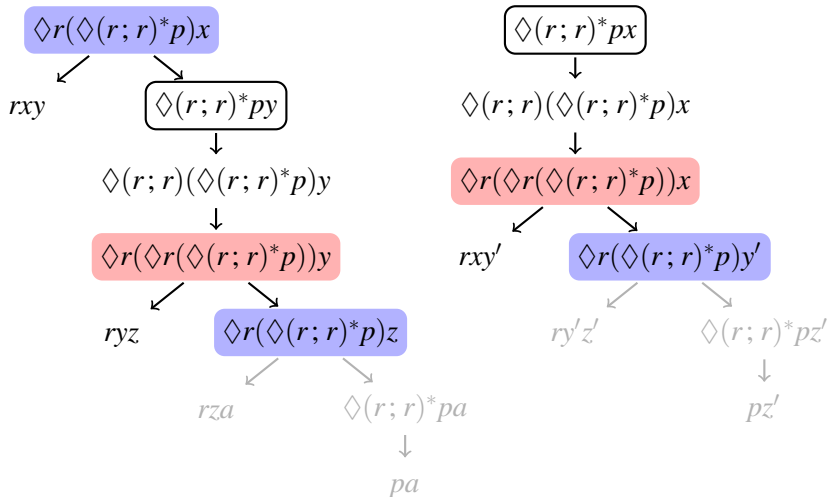 ◊r(◊(r; r)*p)x
rxy
◊(r; r)*py
◊(r; r)(◊(r; r)*p)y
◊r(◊r(◊(r; r)*p))y
ryz
◊r(◊(r; r)*p)z
rza
◊(r; r)*pa
pa
◊(r; r)*px
◊(r; r)(◊(r; r)*p)x
◊r(◊r(◊(r; r)*p))x
rxy′
◊r(◊(r; r)*p)y′
ry′z′
◊(r; r)*pz′
pz′